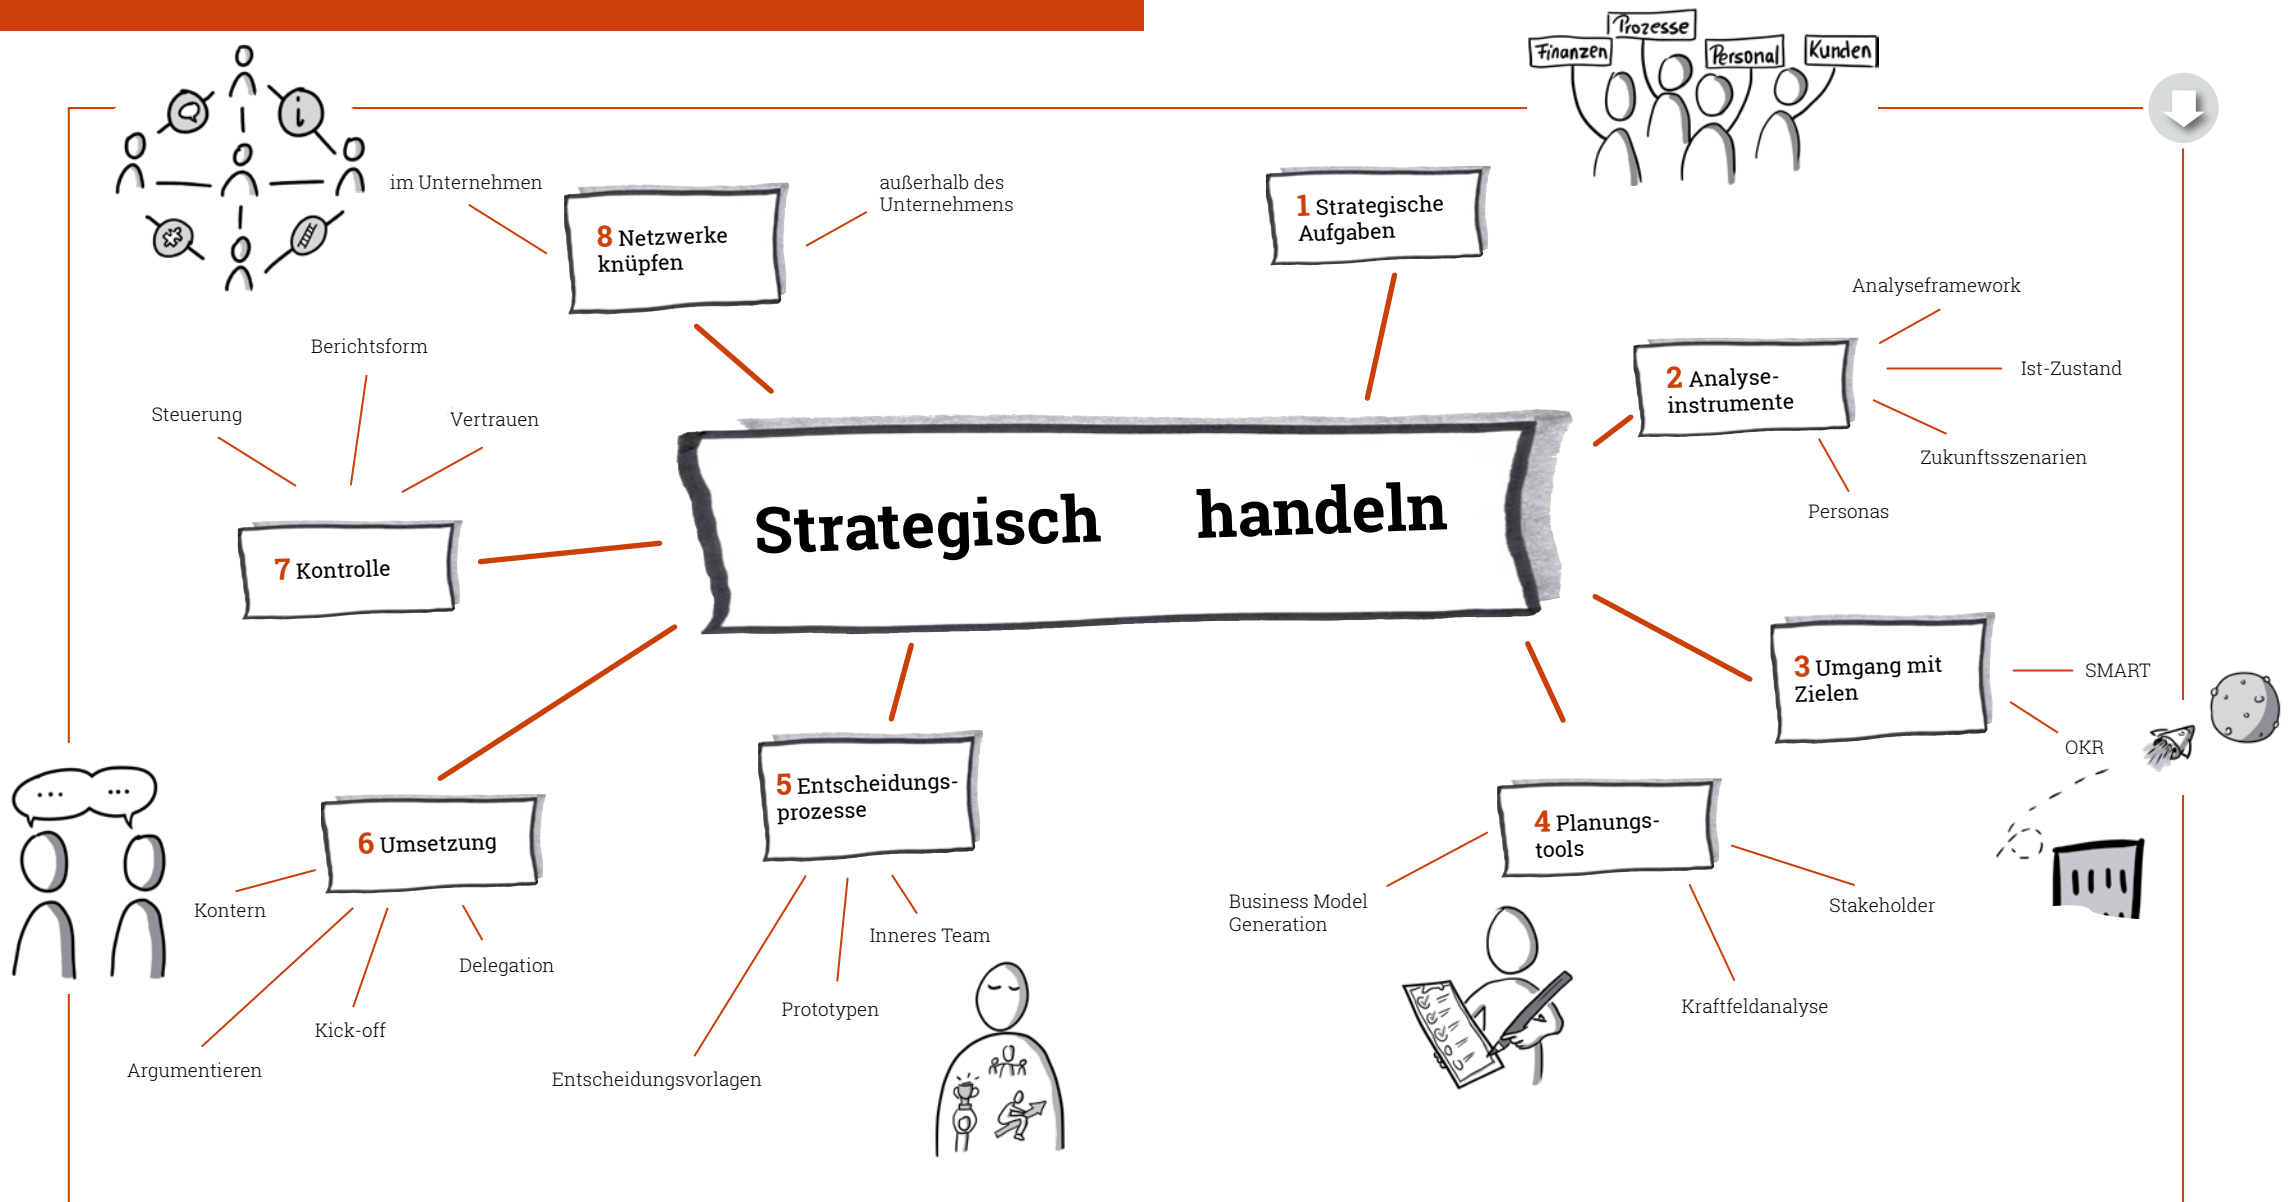 Prozesse
Finanzen
Personal
Kunden
im Unternehmen
außerhalb des
Unternehmens
8 Netzwerke
knüpfen
1 Strategische
Aufgaben
Analyseframework
2 Analyse-
instrumente
Ist-Zustand
Zukunftsszenarien
Personas
Berichtsform
Steuerung
Vertrauen
7 Kontrolle
Strategisch handeln
3 Umgang mit
Zielen
SMART
OKR
4 Planungs-
tools
Business Model
Generation
Stakeholder
Kraftfeldanalyse
5 Entscheidungs-
prozesse
Inneres Team
Prototypen
Entscheidungsvorlagen
6 Umsetzung
Kontern
Delegation
Kick-off
Argumentieren
... ...
i